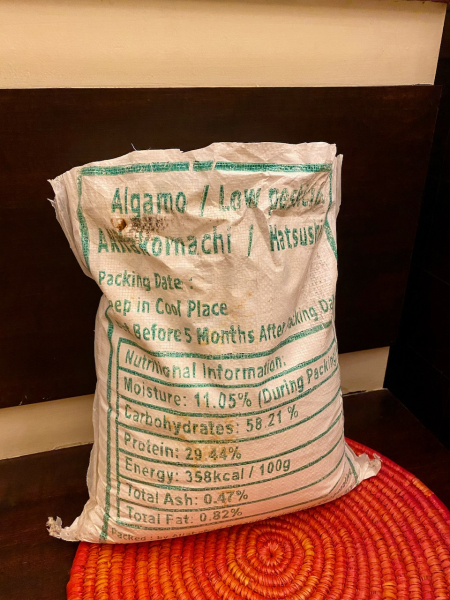 Algamo / Low
Akitakomachi / Hatsush
Packing Date :
eep in Cool Place
Before 5 Months After acking Da
Nutritional Information:
Moisture: 11.05% (During Packing
Carbohydrates: 58.21 %
Protein: 29.44%
Energy: 358kcal / 100g
Total Ash: 0.47%
Total Fat: 0.82%
Packed :